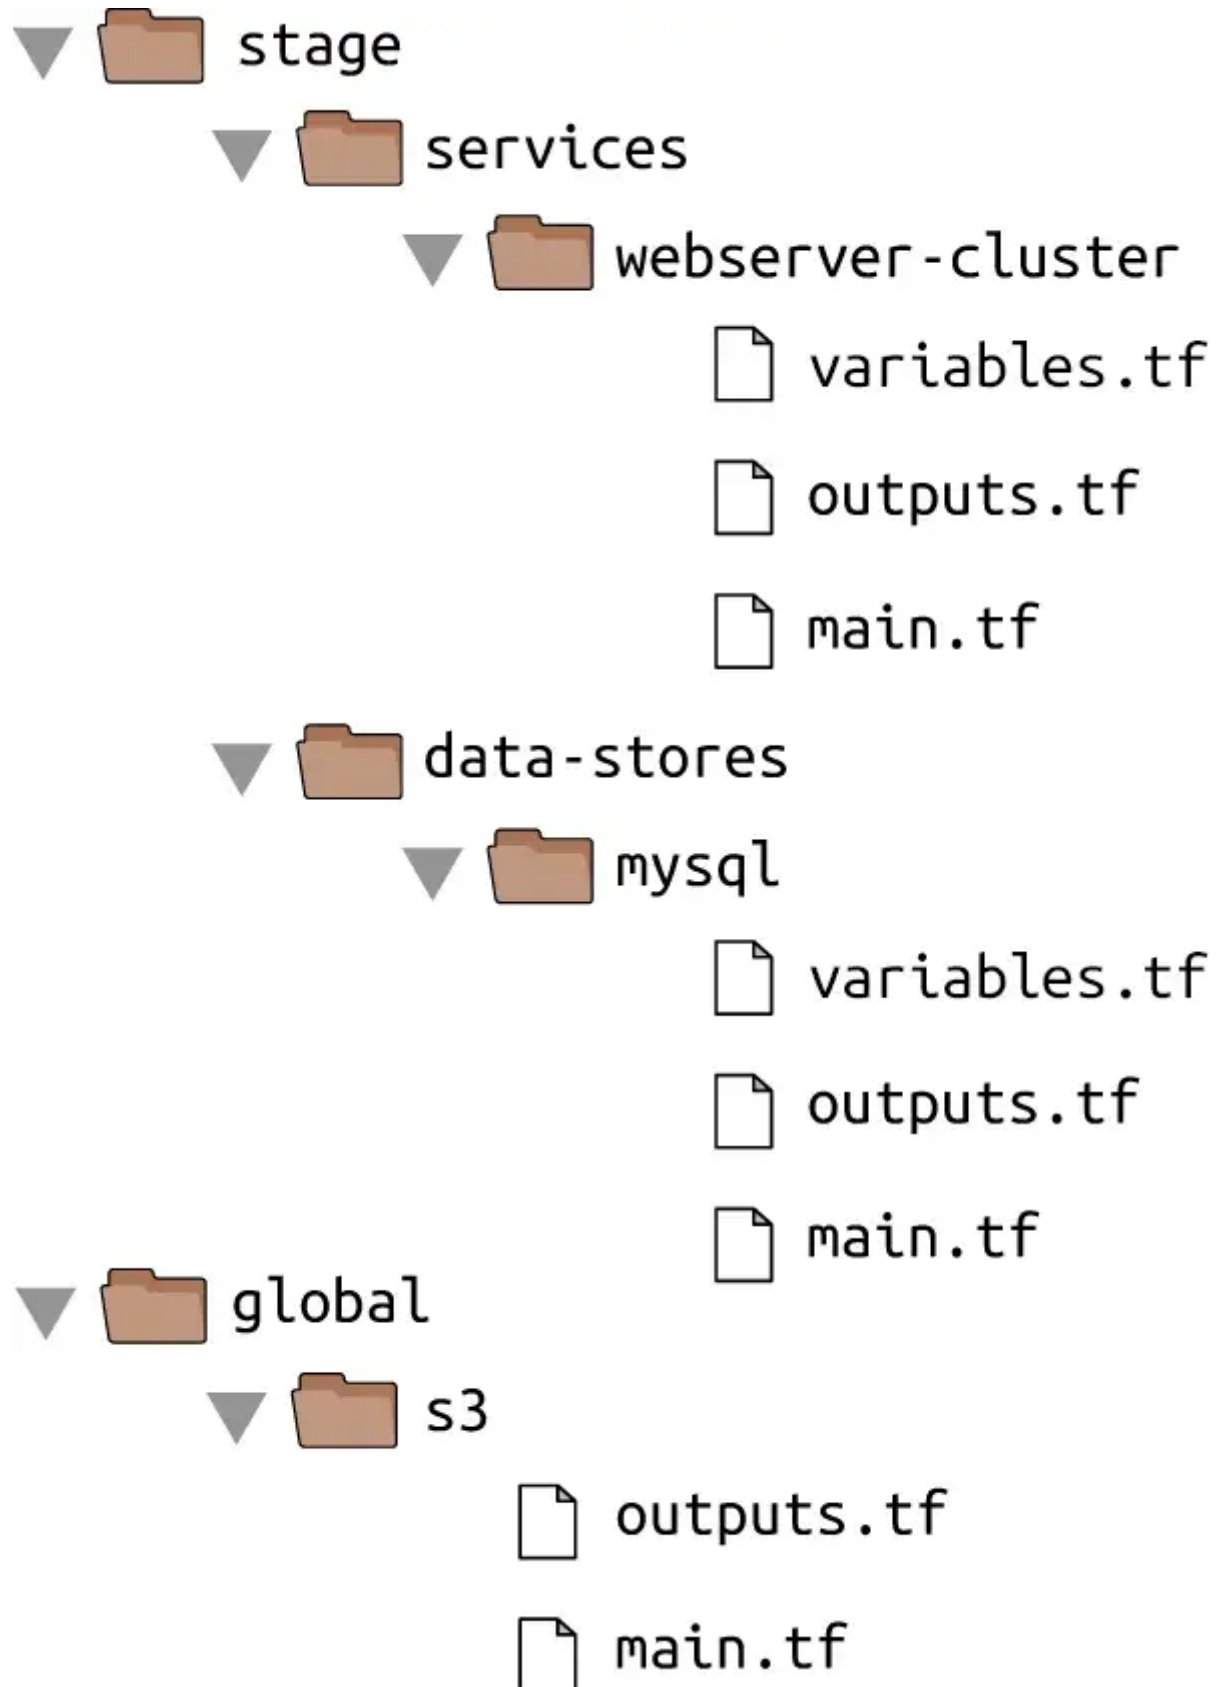 stage
services
webserver-cluster
variables.tf
outputs.tf
main.tf
data-stores
mysql
variables.tf
outputs.tf
main.tf
global
s3
outputs.tf
main.tf